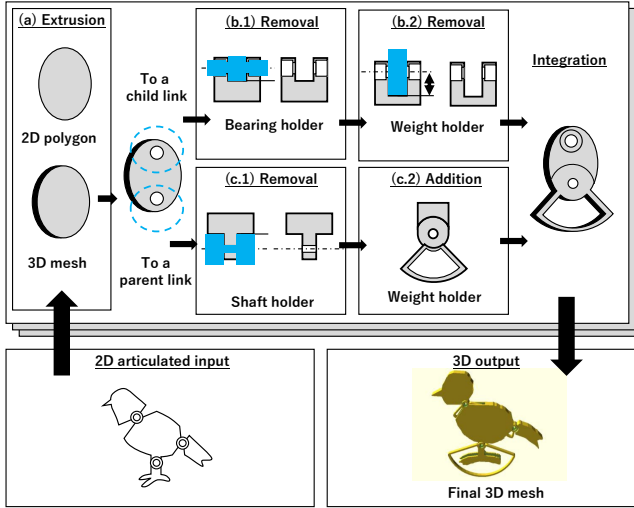 (a) Extrusion
2D polygon
3D mesh
To a
child link
To a
parent link
(b.1) Removal
Bearing holder
(b.2) Removal
Weight holder
(c.1) Removal
Shaft holder
(c.2) Addition
Weight holder
Integration
2D articulated input
3D output
Final 3D mesh